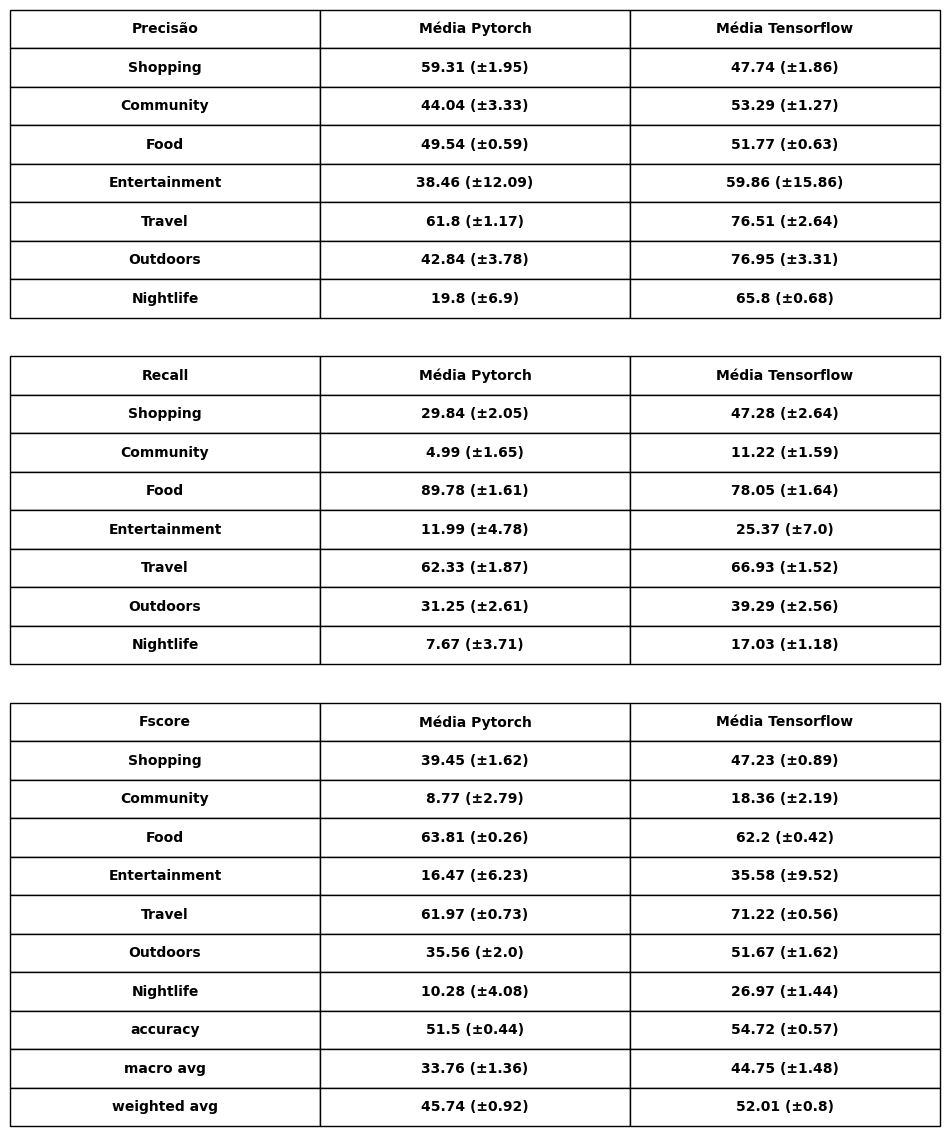 Precisão Média Pytorch Média Tensorflow
Shopping 59.31 (±1.95) 47.74 (±1.86)
Community 44.04 (±3.33) 53.29 (±1.27)
Food 49.54 (±0.59) 51.77 (±0.63)
Entertainment 38.46 (±12.09) 59.86 (±15.86)
Travel 61.8 (±1.17) 76.51 (±2.64)
Outdoors 42.84 (±3.78) 76.95 (±3.31)
Nightlife 19.8 (±6.9) 65.8 (±0.68)
Recall Média Pytorch Média Tensorflow
Shopping 29.84 (±2.05) 47.28 (±2.64)
Community 4.99 (±1.65) 11.22 (±1.59)
Food 89.78 (±1.61) 78.05 (±1.64)
Entertainment 11.99 (±4.78) 25.37 (±7.0)
Travel 62.33 (±1.87) 66.93 (±1.52)
Outdoors 31.25 (±2.61) 39.29 (±2.56)
Nightlife 7.67 (±3.71) 17.03 (±1.18)
Fscore Média Pytorch Média Tensorflow
Shopping 39.45 (±1.62) 47.23 (±0.89)
Community 8.77 (±2.79) 18.36 (±2.19)
Food 63.81 (±0.26) 62.2 (±0.42)
Entertainment 16.47 (±6.23) 35.58 (±9.52)
Travel 61.97 (±0.73) 71.22 (±0.56)
Outdoors 35.56 (±2.0) 51.67 (±1.62)
Nightlife 10.28 (±4.08) 26.97 (±1.44)
accuracy 51.5 (±0.44) 54.72 (±0.57)
macro avg 33.76 (±1.36) 44.75 (±1.48)
weighted avg 45.74 (±0.92) 52.01 (±0.8)